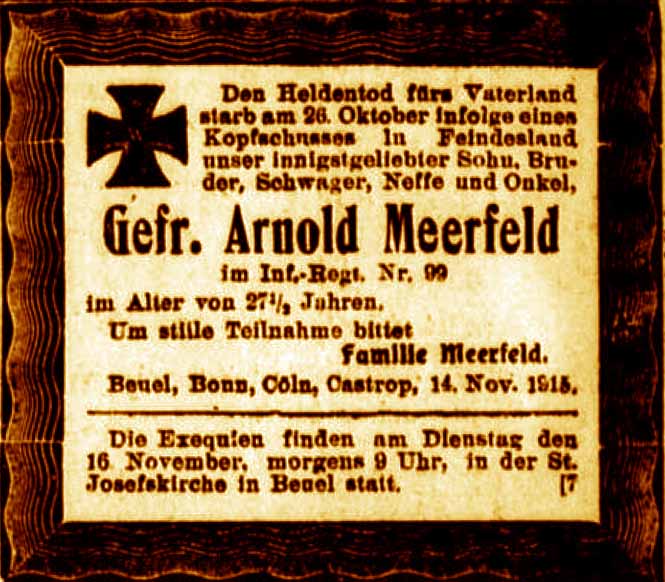 Den Heldentod fürs Vaterland
starb am 26. Oktober infolge eines
Kopfschusses in Feindesland
unser innigstgeliebter Sohn, Bru-
der, Schwager, Neffe und Onkel,
Gefr. Arnold Meerfeld
im Inf.-Regt. Nr. 99
im Alter von 27½ Jahren.
Um stille Teilnahme bittet
Familie Meerfeld.
Beuel, Bonn, Cöln, Castrop, 14. Nov. 1915.
Die Exequien finden am Dienstag den
16. November, morgens 9 Uhr, in der St.
Josefskirche in Beuel statt. [7